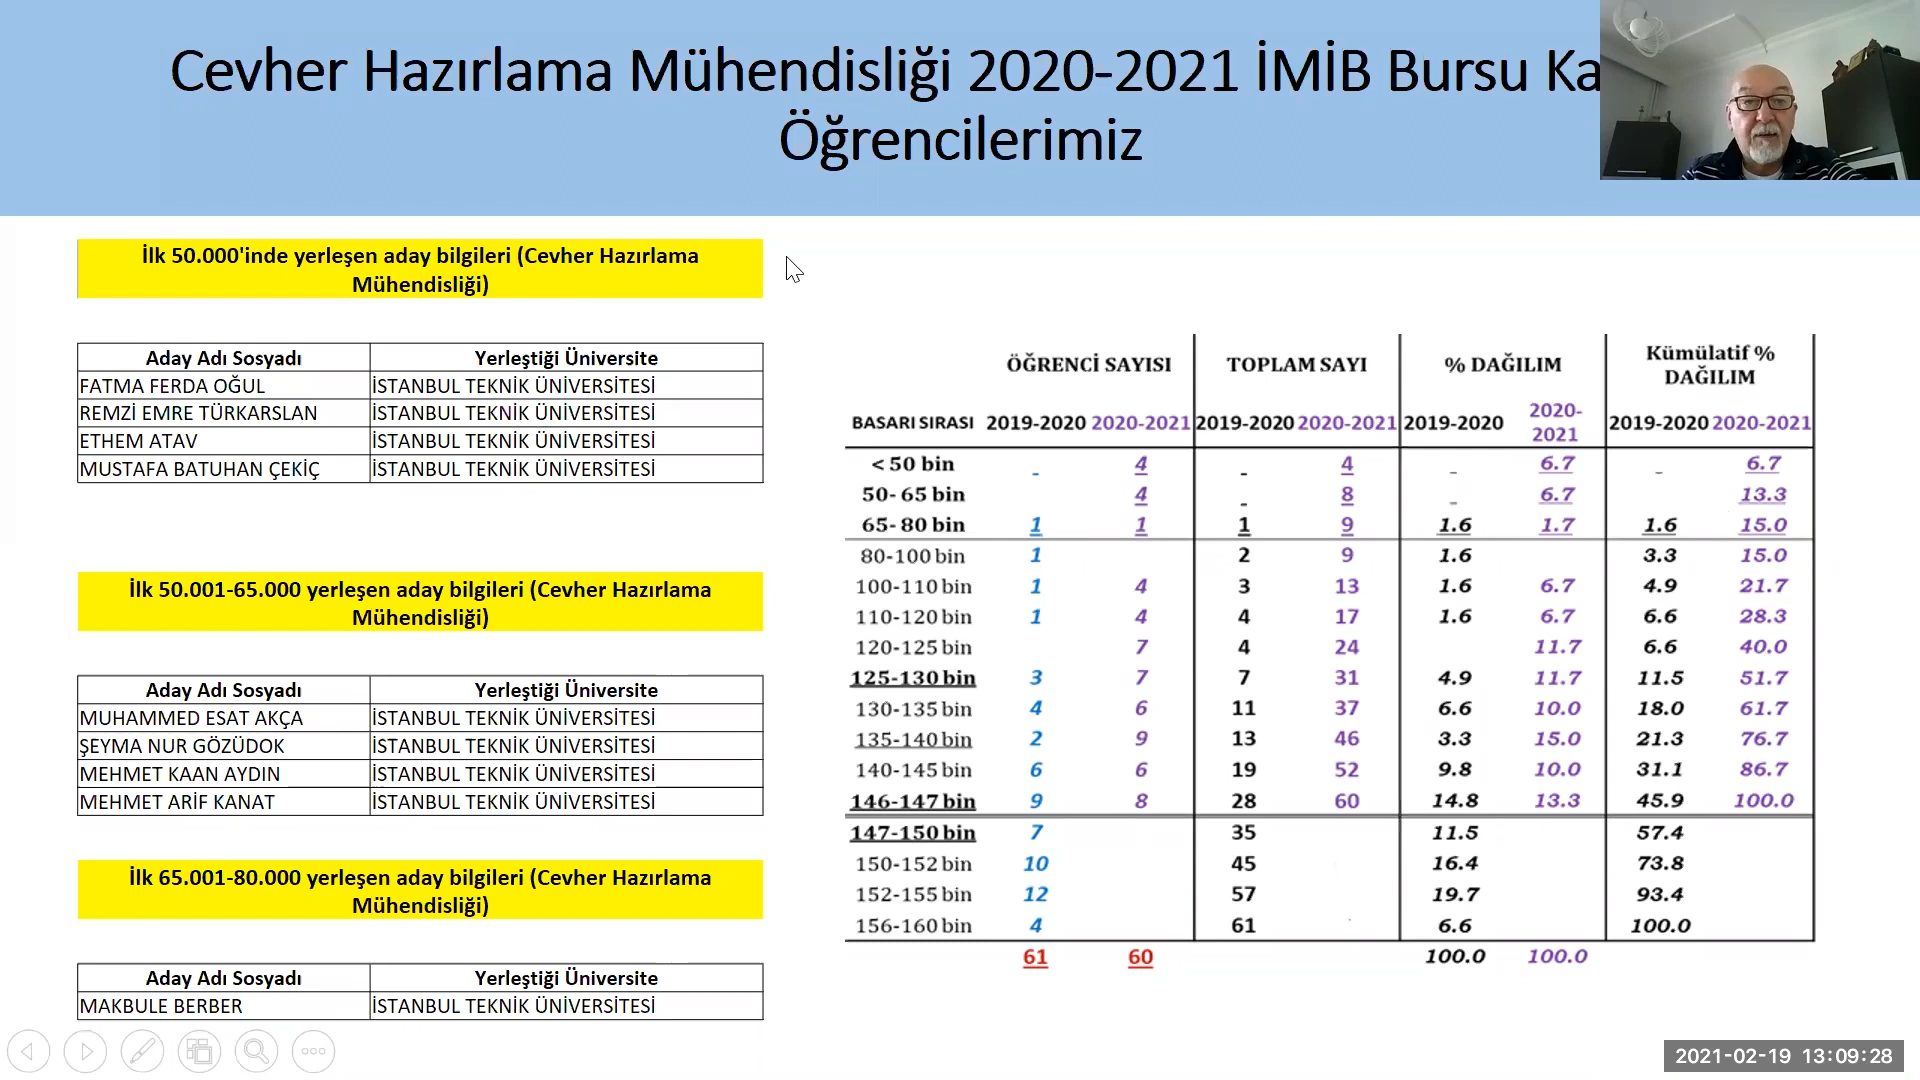 Cevher Hazırlama Mühendisliği 2020-2021 İMİB Bursu Ka
Öğrencilerimiz
İlk 50.000'inde yerleşen aday bilgileri (Cevher Hazırlama
Mühendisliği)
Aday Adı Sosyadı Yerleştiği Üniversite
FATMA FERDA OĞUL İSTANBUL TEKNİK ÜNİVERSİTESİ
REMZİ EMRE TÜRKARSLAN İSTANBUL TEKNİK ÜNİVERSİTESİ
ETHEM ATAV İSTANBUL TEKNİK ÜNİVERSİTESİ
MUSTAFA BATUHAN ÇEKİÇ İSTANBUL TEKNİK ÜNİVERSİTESİ
İlk 50.001-65.000 yerleşen aday bilgileri (Cevher Hazırlama
Mühendisliği)
Aday Adı Sosyadı Yerleştiği Üniversite
MUHAMMED ESAT AKÇA İSTANBUL TEKNİK ÜNİVERSİTESİ
ŞEYMA NUR GÖZÜDOK İSTANBUL TEKNİK ÜNİVERSİTESİ
MEHMET KAAN AYDIN İSTANBUL TEKNİK ÜNİVERSİTESİ
MEHMET ARİF KANAT İSTANBUL TEKNİK ÜNİVERSİTESİ
İlk 65.001-80.000 yerleşen aday bilgileri (Cevher Hazırlama
Mühendisliği)
Aday Adı Sosyadı Yerleştiği Üniversite
MAKBULE BERBER İSTANBUL TEKNİK ÜNİVERSİTESİ
ÖĞRENCİ SAYISI TOPLAM SAYI % DAĞILIM Kümülatif %
DAĞILIM
BASARI SIRASI 2019-2020 2020-2021 2019-2020 2020-2021 2019-2020 2020-
2021 2019-2020 2020-2021
< 50 bin - 4 - 4 - 6.7 - 6.7
50- 65 bin 4 - 8 - 6.7 13.3
65- 80 bin 1 1 1 9 1.6 1.7 1.6 15.0
80-100 bin 1 2 9 1.6 3.3 15.0
100-110 bin 1 4 3 13 1.6 6.7 4.9 21.7
110-120 bin 1 4 4 17 1.6 6.7 6.6 28.3
120-125 bin 7 4 24 11.7 6.6 40.0
125-130 bin 3 7 7 31 4.9 11.7 11.5 51.7
130-135 bin 4 6 11 37 6.6 10.0 18.0 61.7
135-140 bin 2 9 13 46 3.3 15.0 21.3 76.7
140-145 bin 6 6 19 52 9.8 10.0 31.1 86.7
146-147 bin 9 8 28 60 14.8 13.3 45.9 100.0
147-150 bin 7 35 11.5 57.4
150-152 bin 10 45 16.4 73.8
152-155 bin 12 57 19.7 93.4
156-160 bin 4 61 6.6 100.0
61 60 100.0 100.0
2021-02-19 13:09:28